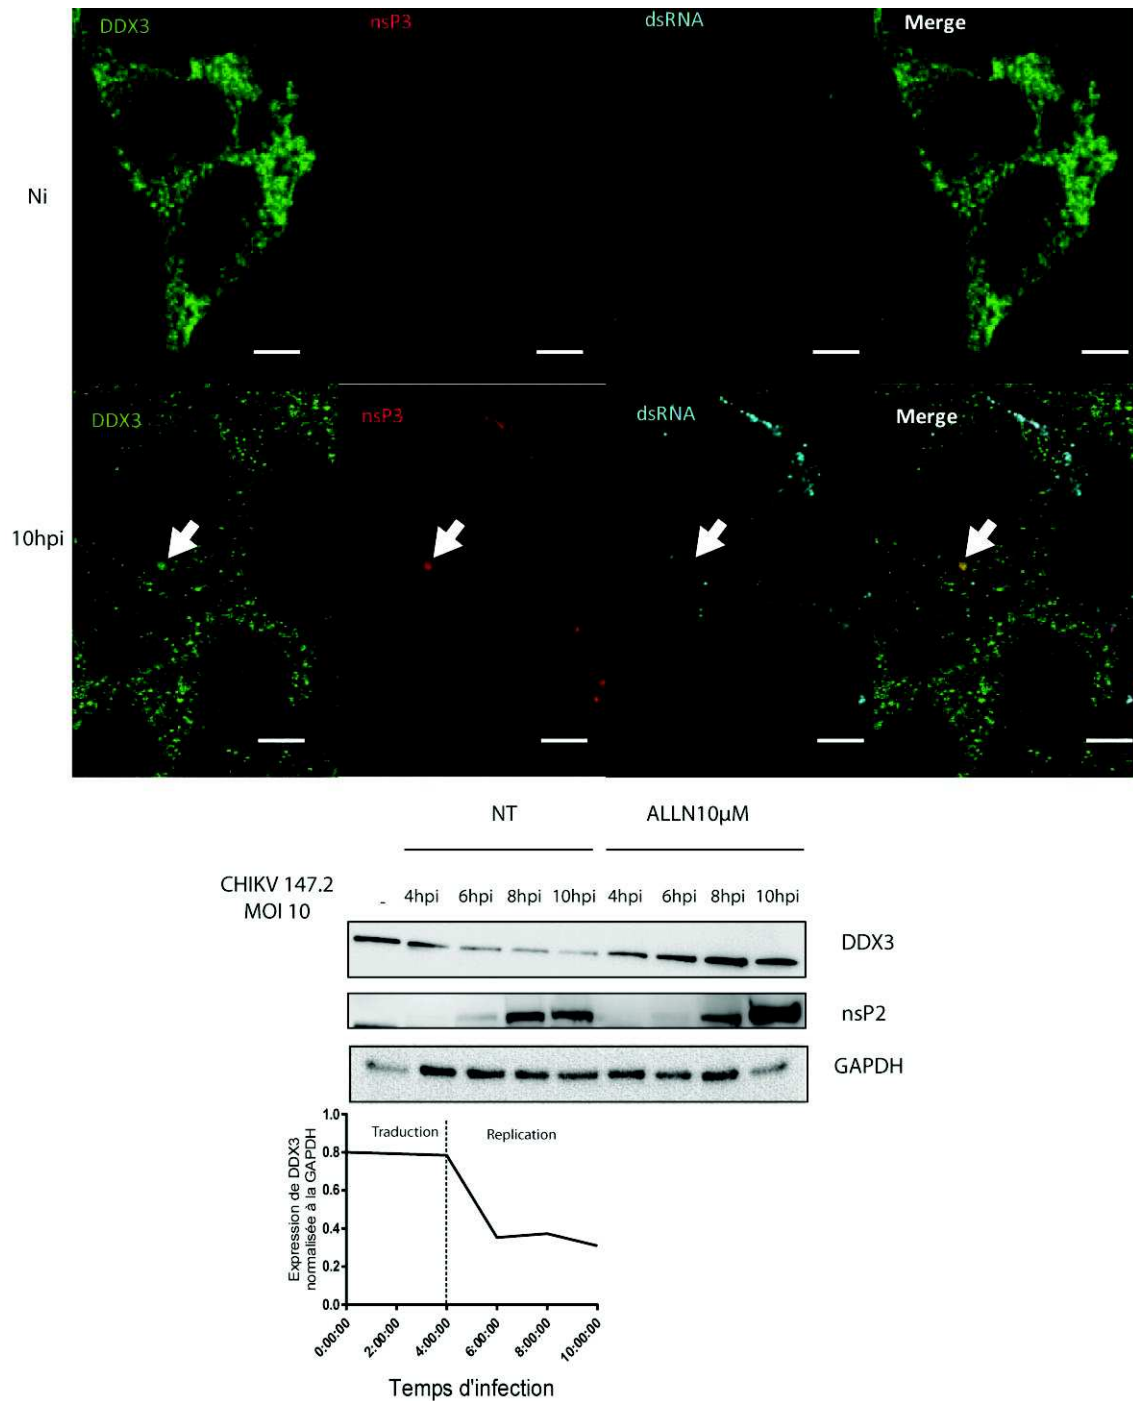 DDX3 nsP3 dsRNA Merge
Ni
DDX3 nsP3 dsRNA Merge
10hpi
NT ALLN10µM
CHIKV 147.2
MOI 10
- 4hpi 6hpi 8hpi 10hpi 4hpi 6hpi 8hpi 10hpi
DDX3
nsP2
GAPDH
Expression de DDX3
normalisée à la GAPDH
1.0
0.8
0.6
0.4
0.2
0.0
Traduction Replication
0:00:00 2:00:00 4:00:00 6:00:00 8:00:00 10:00:00
Temps d'infection